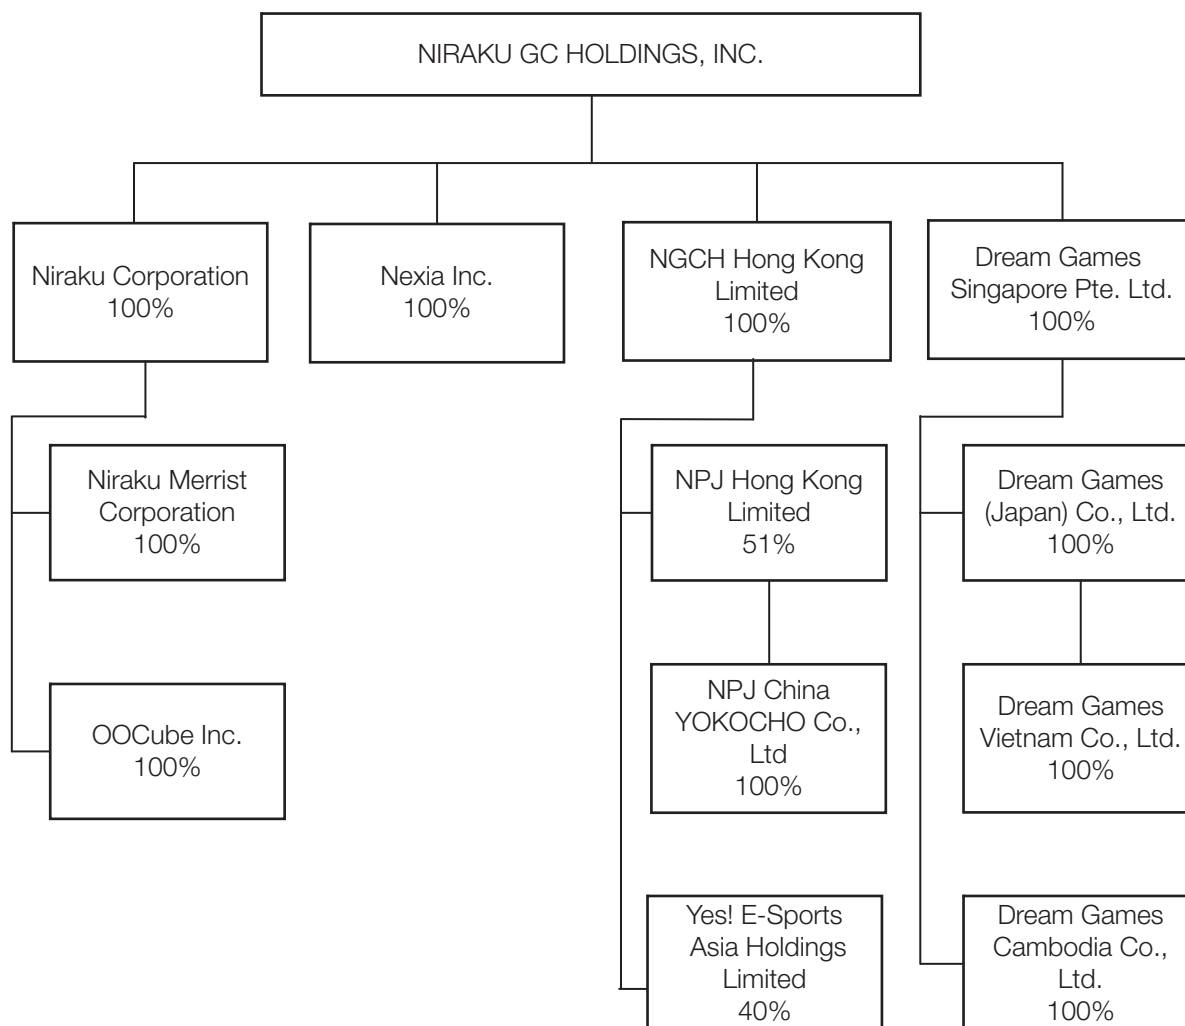 NIRAKU GC HOLDINGS, INC.
Niraku Corporation
100%
Nexia Inc.
100%
NGCH Hong Kong
Limited
100%
Dream Games
Singapore Pte. Ltd.
100%
Niraku Merrist
Corporation
100%
NPJ Hong Kong
Limited
51%
Dream Games
(Japan) Co., Ltd.
100%
OOCube Inc.
100%
NPJ China
YOKOCHO Co.,
Ltd
100%
Dream Games
Vietnam Co., Ltd.
100%
Yes! E-Sports
Asia Holdings
Limited
40%
Dream Games
Cambodia Co.,
Ltd.
100%